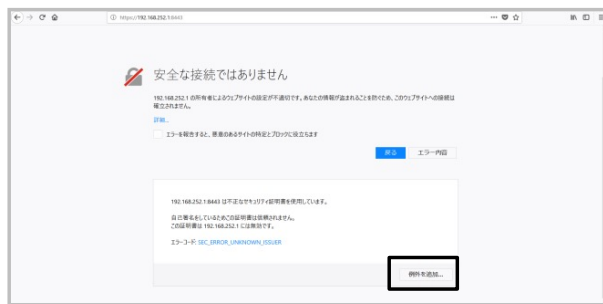 https://192.168.252.1:8443
安全な接続ではありません
192.168.252.1 の所有者によるウェブサイトの設定が不適切です。あなたの情報が盗まれることを防ぐため、このウェブサイトへの接続は
確立されません。
詳細...
エラーを報告すると、悪意のあるサイトの特定とブロックに役立ちます
戻る エラー内容
192.168.252.1:8443 は不正なセキュリティ証明書を使用しています。
自己署名をしているためこの証明書は信頼されません。
この証明書は 192.168.252.1 には無効です。
エラーコード: SEC_ERROR_UNKNOWN_ISSUER
例外を追加...